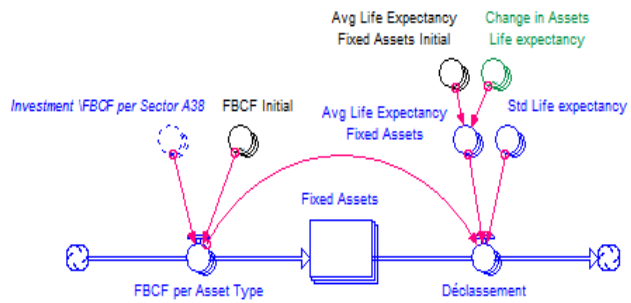 Avg Life Expectancy
Fixed Assets Initial
Change in Assets
Life expectancy
Investment \FBCF per Sector A38
FBCF Initial
Avg Life Expectancy
Fixed Assets
Std Life expectancy
Fixed Assets
FBCF per Asset Type
Déclassement